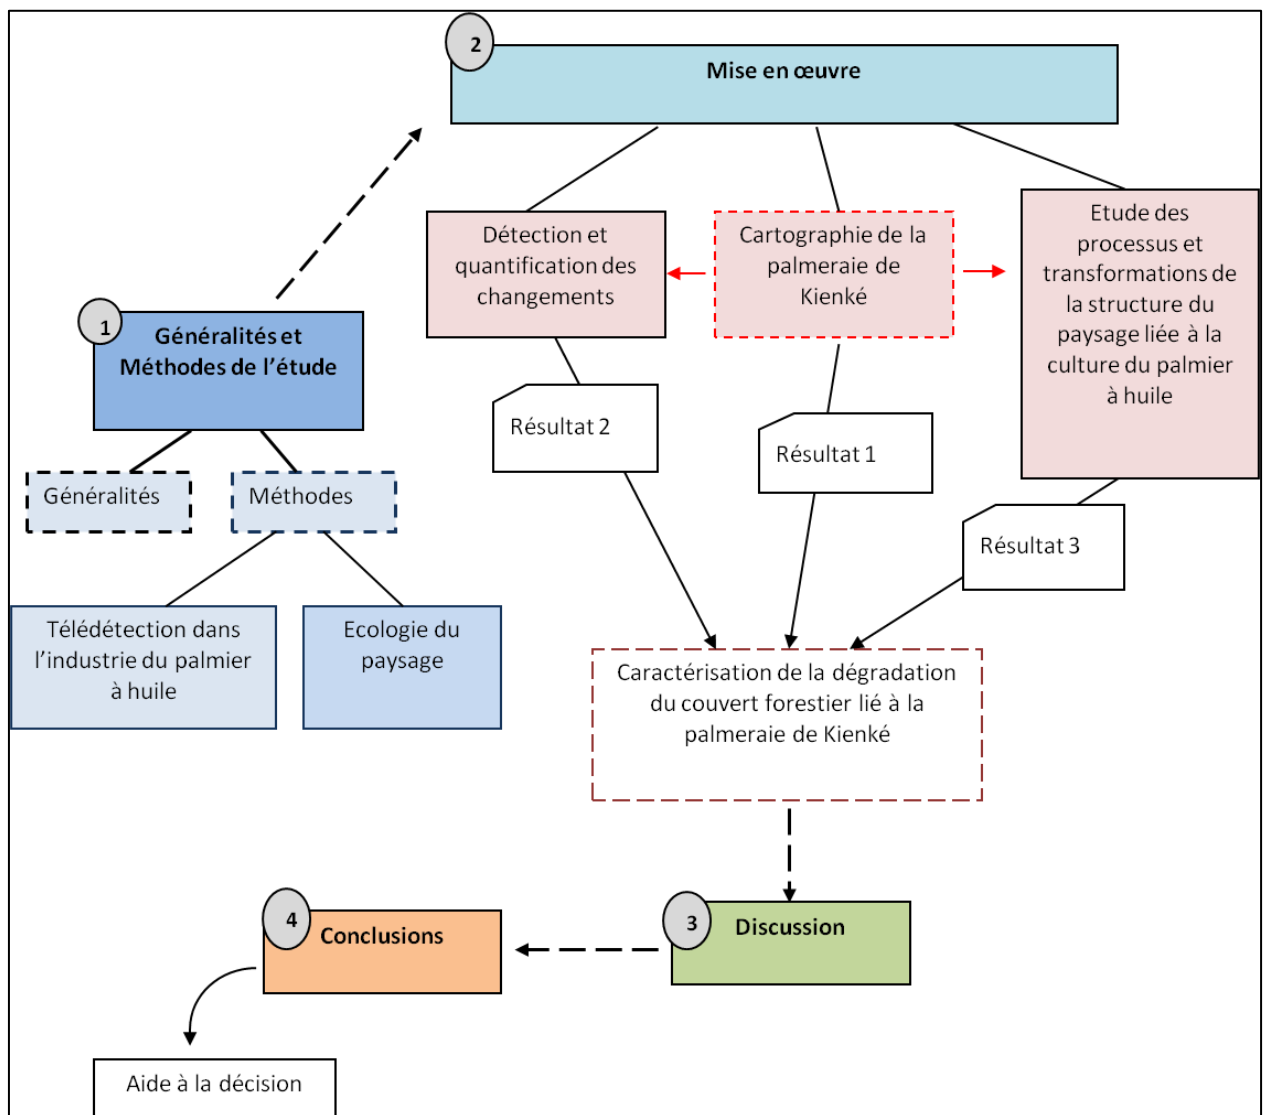 2
Mise en œuvre
1
Généralités et
Méthodes de l’étude
Généralités
Méthodes
Télédétection dans
l’industrie du palmier
à huile
Ecologie du
paysage
Détection et
quantification des
changements
Cartographie de la
palmeraie de
Kienké
Etude des
processus et
transformations de
la structure du
paysage liée à la
culture du palmier
à huile
Résultat 2
Résultat 1
Résultat 3
Caractérisation de la dégradation
du couvert forestier lié à la
palmeraie de Kienké
3
Discussion
4
Conclusions
Aide à la décision